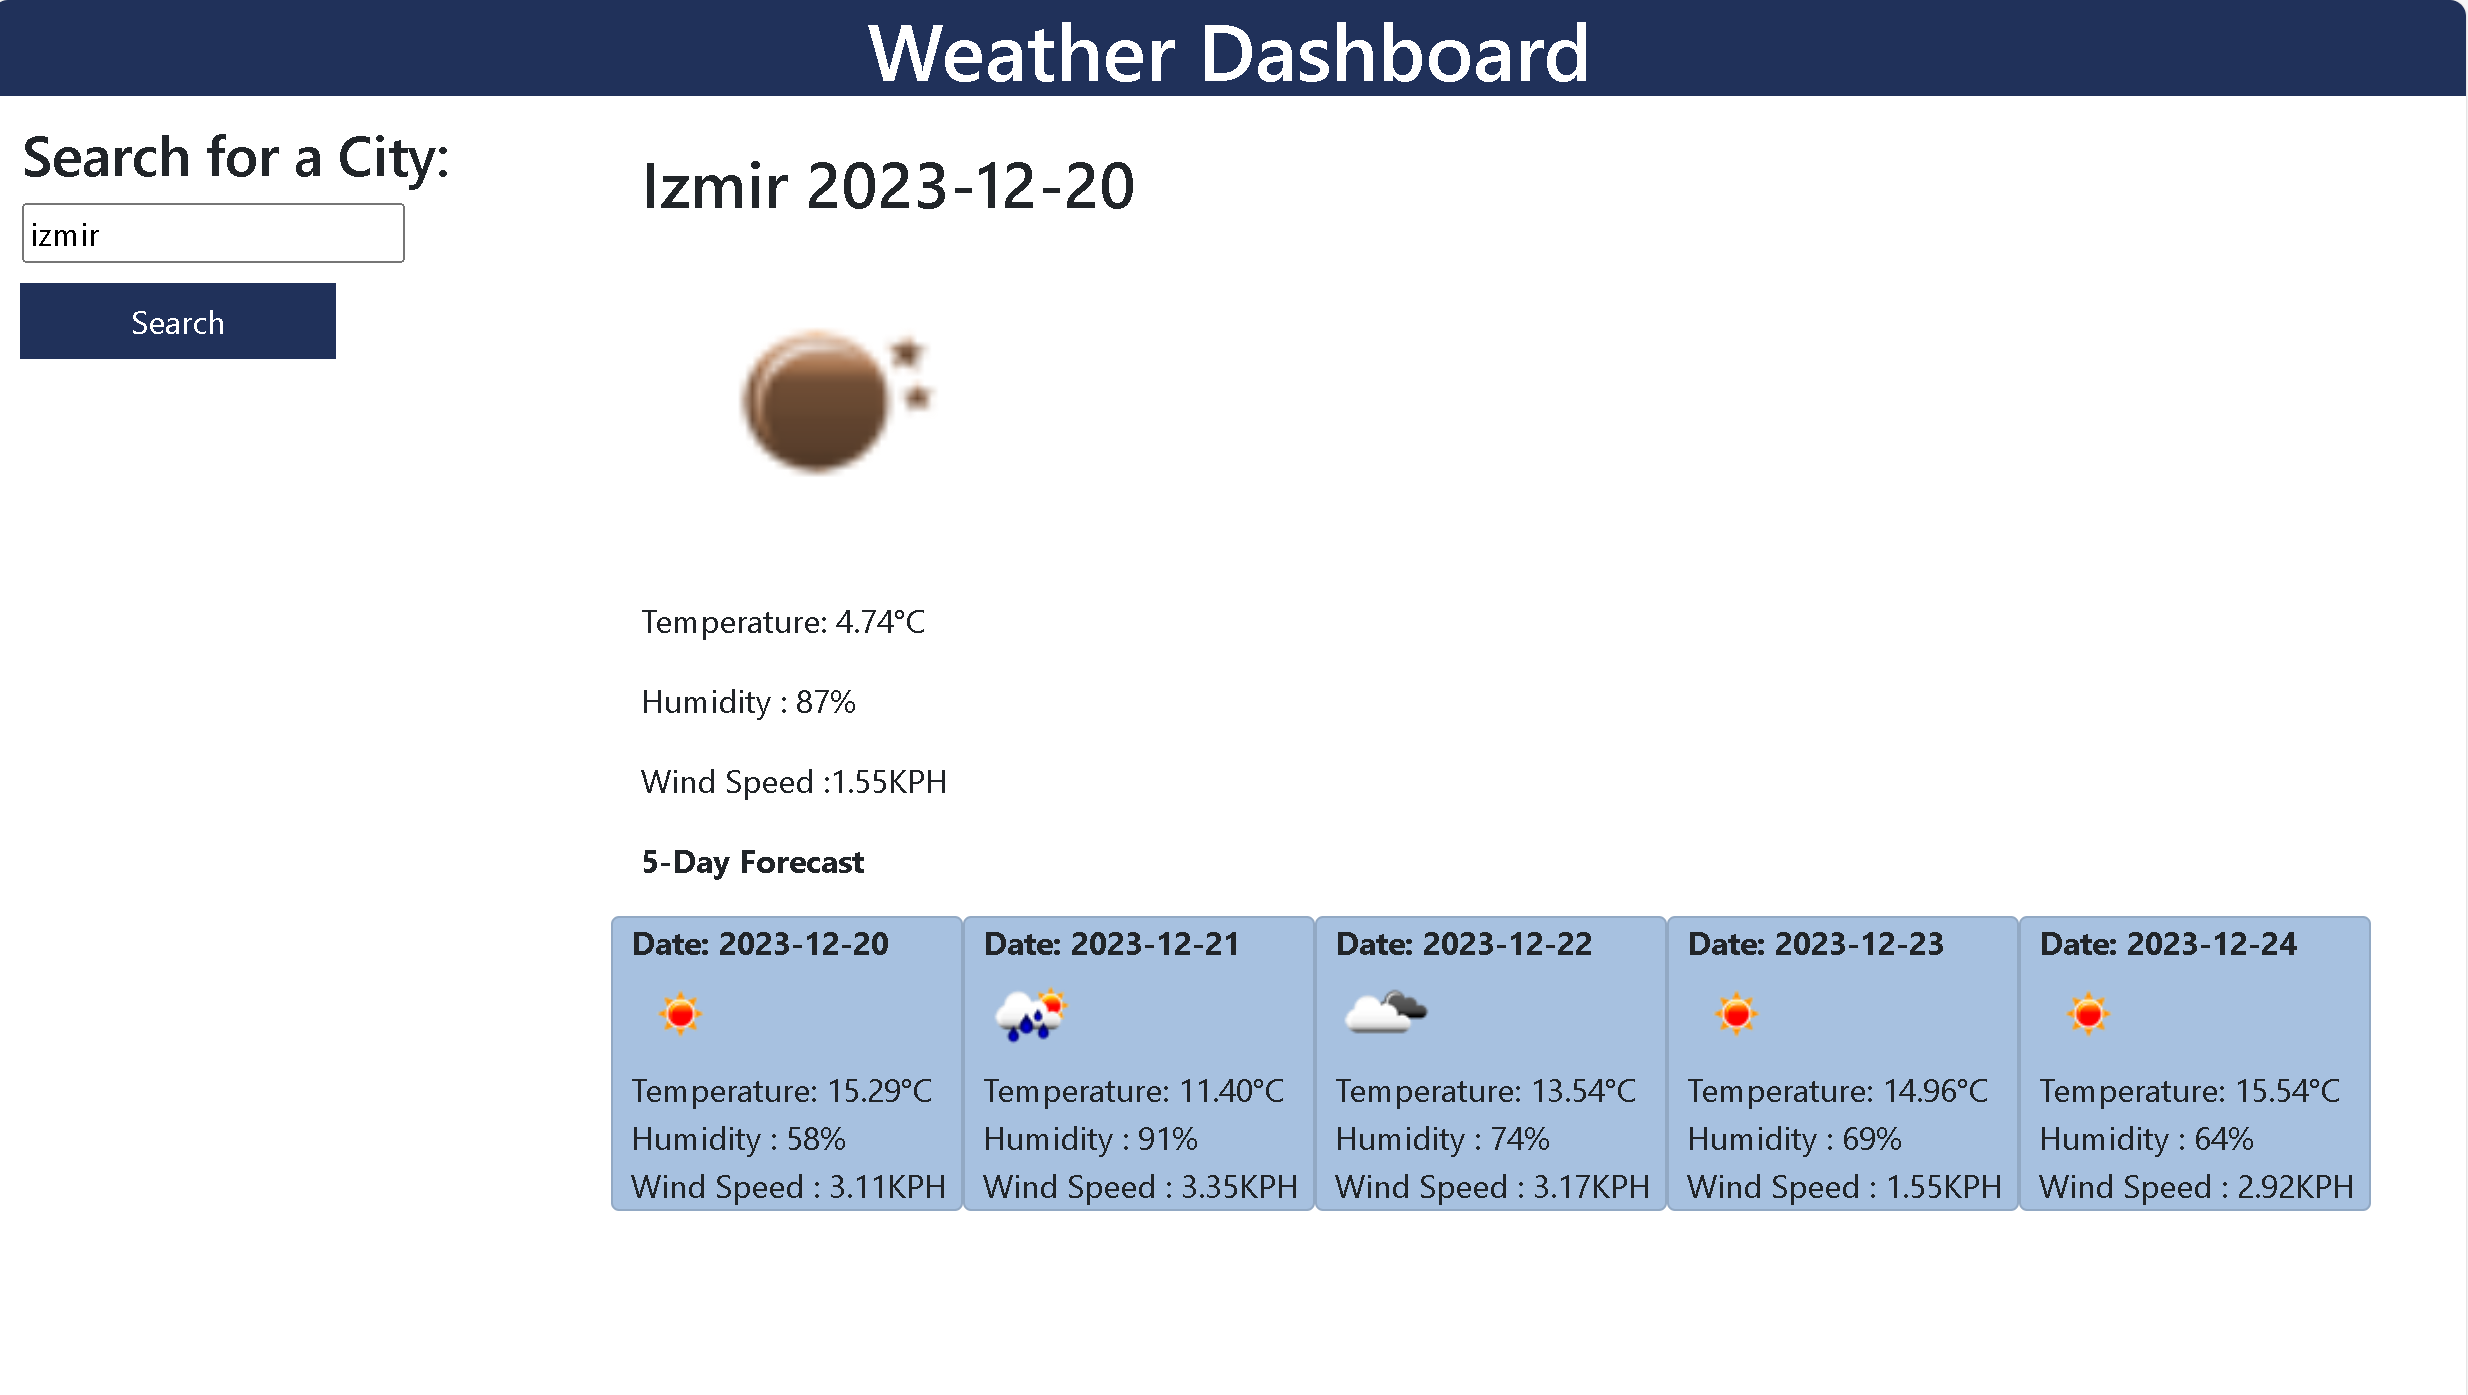 Weather Dashboard
Search for a City:
izmir
Search
Izmir 2023-12-20
Temperature: 4.74°C
Humidity : 87%
Wind Speed :1.55KPH
5-Day Forecast
Date: 2023-12-20
Temperature: 15.29°C
Humidity : 58%
Wind Speed : 3.11KPH
Date: 2023-12-21
Temperature: 11.40°C
Humidity : 91%
Wind Speed : 3.35KPH
Date: 2023-12-22
Temperature: 13.54°C
Humidity : 74%
Wind Speed : 3.17KPH
Date: 2023-12-23
Temperature: 14.96°C
Humidity : 69%
Wind Speed : 1.55KPH
Date: 2023-12-24
Temperature: 15.54°C
Humidity : 64%
Wind Speed : 2.92KPH